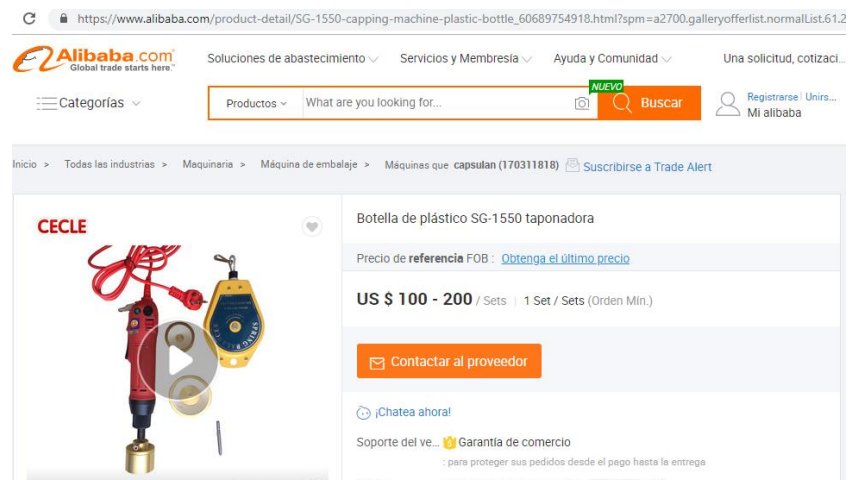 https://www.alibaba.com/product-detail/SG-1550-capping-machine-plastic-bottle_60689754918.html?spm=a2700.galleryofferlist.normalList.61.2
Alibaba.com
Global trade starts here.™
Soluciones de abastecimiento Servicios y Membresía Ayuda y Comunidad Una solicitud, cotizaci...
NUEVO
Categorías Productos What are you looking for... Buscar
Registrarse Unirs...
Mi alibaba
Inicio > Todas las industrias > Maquinaria > Máquina de embalaje > Máquinas que capsulan (170311818) Suscribirse a Trade Alert
CECLE
SPRING BALANCER
Botella de plástico SG-1550 taponadora
Precio de referencia FOB : Obtenga el último precio
US $ 100 - 200 / Sets | 1 Set / Sets (Orden Mín.)
Contactar al proveedor
¡Chatea ahora!
Soporte del ve... Garantía de comercio
: para proteger sus pedidos desde el pago hasta la entrega